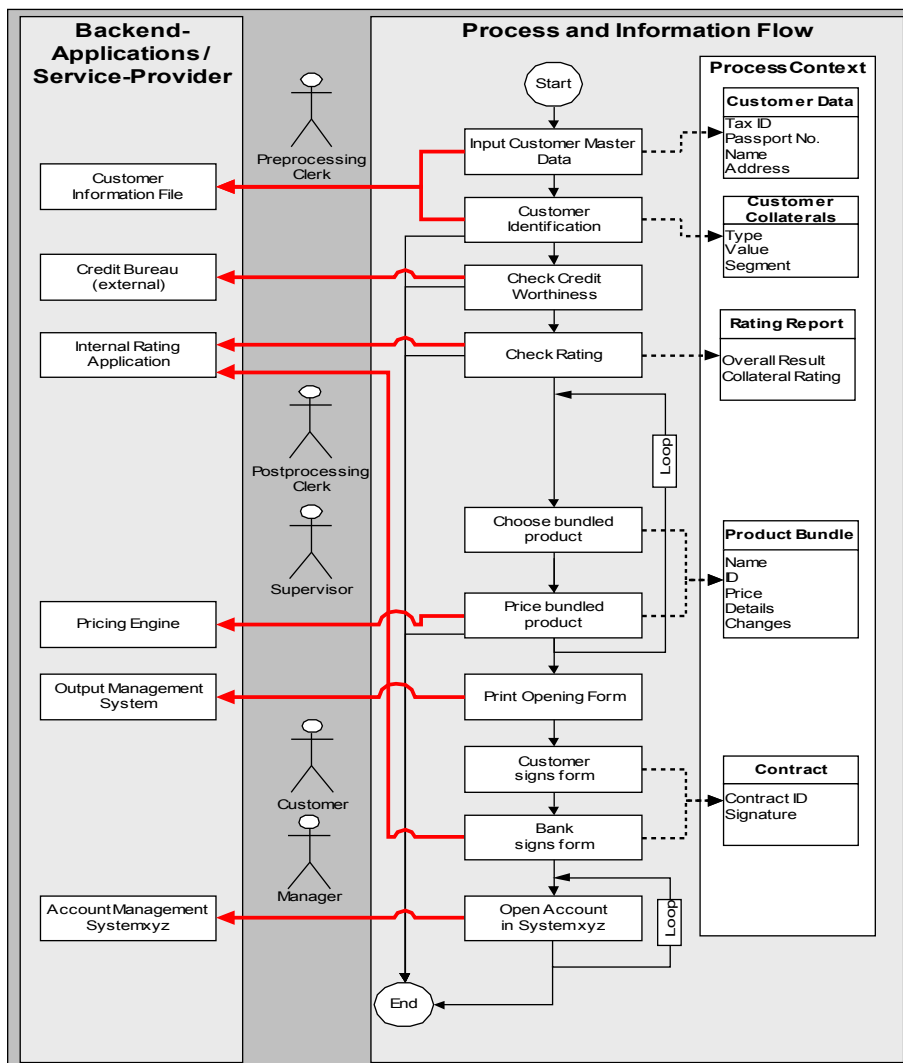 Backend-
Applications /
Service-Provider
Customer
Information File
Credit Bureau
(external)
Internal Rating
Application
Pricing Engine
Output Management
System
Account Management
Systemxyz
Preprocessing
Clerk
Postprocessing
Clerk
Supervisor
Customer
Manager
Process and Information Flow
Start
Input Customer Master
Data
Customer
Identification
Check Credit
Worthiness
Check Rating
Loop
Choose bundled
product
Price bundled
product
Print Opening Form
Customer
signs form
Bank
signs form
Open Account
in Systemxyz
Loop
End
ProcessContext
Customer Data
Tax ID
Passport No.
Name
Address
Customer
Collaterals
Type
Value
Segment
Rating Report
Overall Result
Collateral Rating
Product Bundle
Name
ID
Price
Details
Changes
Contract
Contract ID
Signature